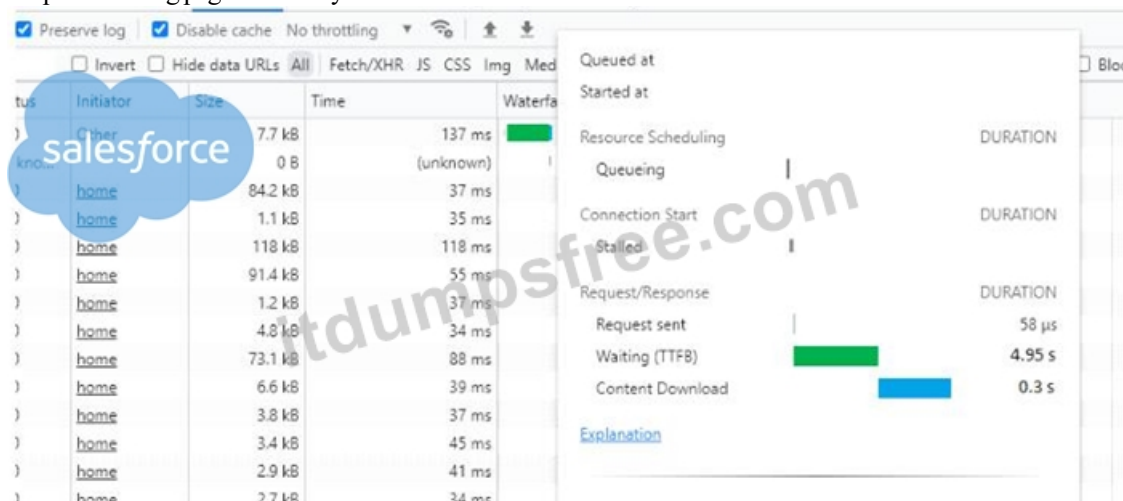 Preserve log Disable cache No throttling
Invert Hide data URLs All Fetch/XHR JS CSS Img Med
Blo
tus Initiator Size Time Waterfa
Other 7.7 kB 137 ms
kno... 0 B (unknown)
home 84.2 kB 37 ms
home 1.1 kB 35 ms
home 118 kB 118 ms
home 91.4 kB 55 ms
home 1.2 kB 37 ms
home 4.8 kB 34 ms
home 73.1 kB 88 ms
home 6.6 kB 39 ms
home 3.8 kB 37 ms
home 3.4 kB 45 ms
home 2.9 kB 41 ms
home 2.7 kB 34 ms
salesforce
Queued at
Started at
Resource Scheduling DURATION
Queueing
Connection Start DURATION
Stalled
Request/Response DURATION
Request sent 58 μs
Waiting (TTFB) 4.95 s
Content Download 0.3 s
Explanation
itdumpsfree.com